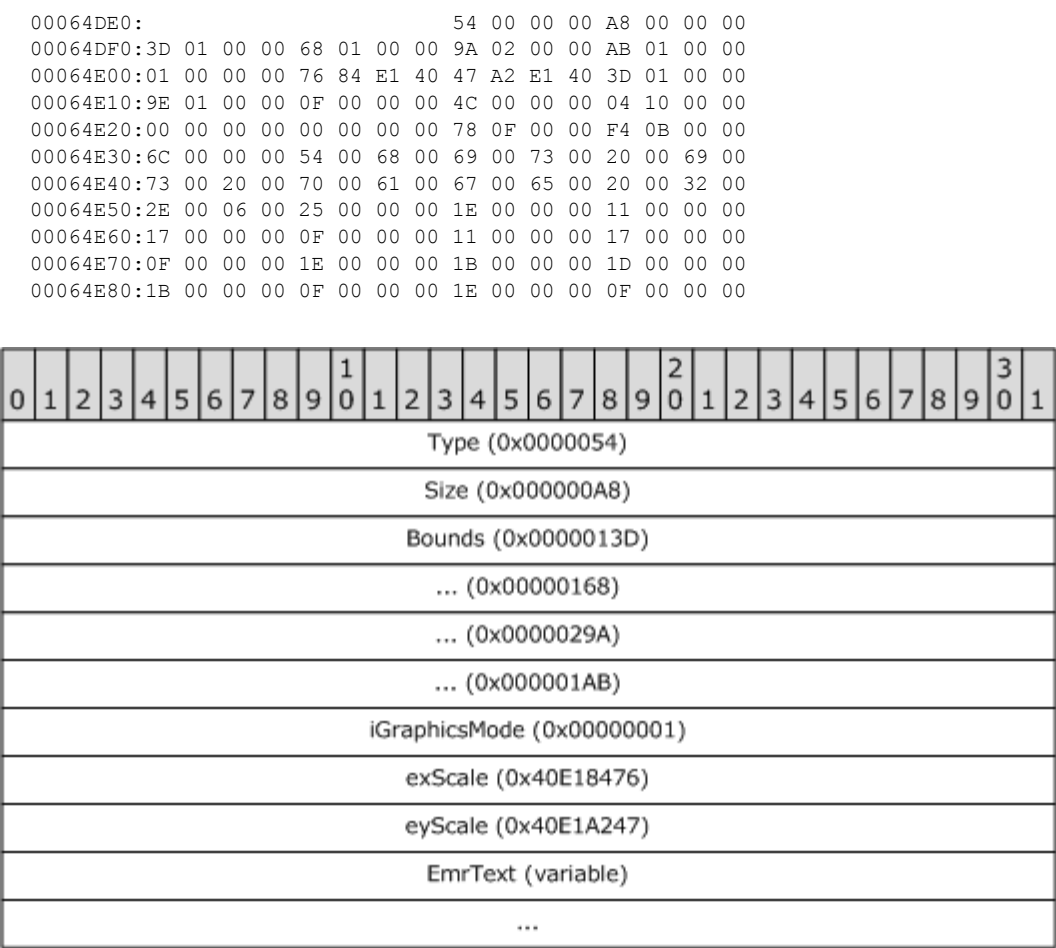 00064DE0: 54 00 00 00 A8 00 00 00
00064DF0:3D 01 00 00 68 01 00 00 9A 02 00 00 AB 01 00 00
00064E00:01 00 00 00 76 84 E1 40 47 A2 E1 40 3D 01 00 00
00064E10:9E 01 00 00 0F 00 00 00 4C 00 00 00 04 10 00 00
00064E20:00 00 00 00 00 00 00 00 78 0F 00 00 F4 0B 00 00
00064E30:6C 00 00 00 54 00 68 00 69 00 73 00 20 00 69 00
00064E40:73 00 20 00 70 00 61 00 67 00 65 00 20 00 32 00
00064E50:2E 00 06 00 25 00 00 00 1E 00 00 00 11 00 00 00
00064E60:17 00 00 00 0F 00 00 00 11 00 00 00 17 00 00 00
00064E70:0F 00 00 00 1E 00 00 00 1B 00 00 00 1D 00 00 00
00064E80:1B 00 00 00 0F 00 00 00 1E 00 00 00 0F 00 00 00
1 2 3
0 1 2 3 4 5 6 7 8 9 0 1 2 3 4 5 6 7 8 9 0 1 2 3 4 5 6 7 8 9 0 1
Type (0x0000054)
Size (0x000000A8)
Bounds (0x0000013D)
... (0x00000168)
... (0x0000029A)
... (0x000001AB)
iGraphicsMode (0x00000001)
exScale (0x40E18476)
eyScale (0x40E1A247)
EmrText (variable)
...